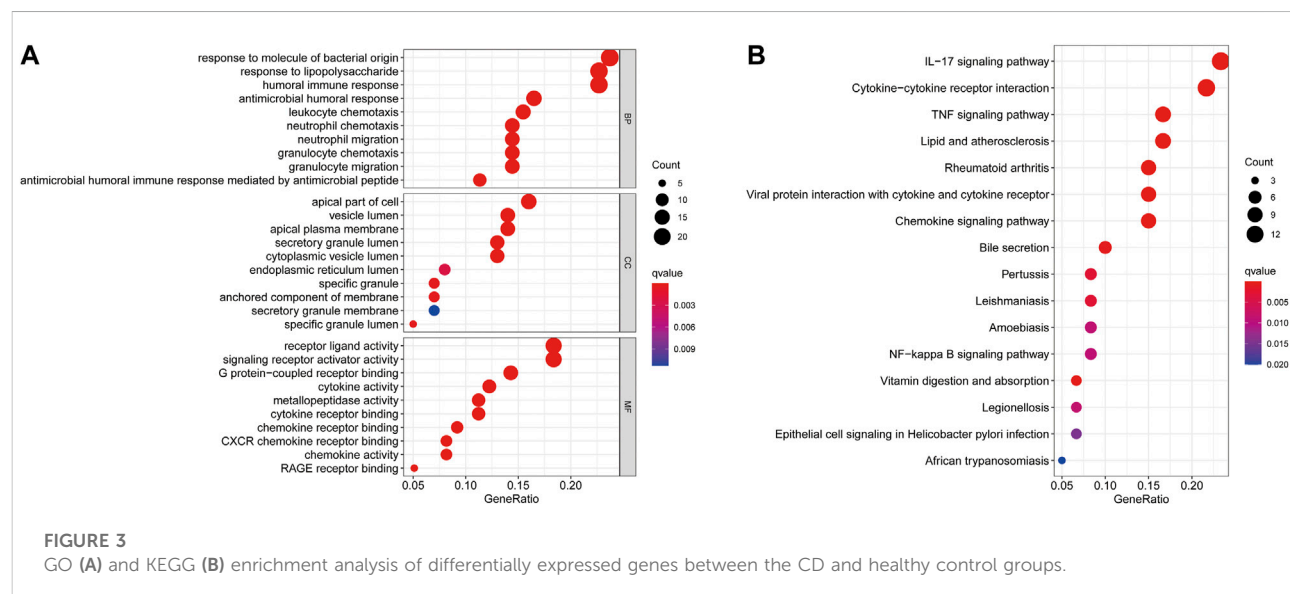 A
response to molecule of bacterial origin
response to lipopolysaccharide
humoral immune response
antimicrobial humoral response
leukocyte chemotaxis
neutrophil chemotaxis
neutrophil migration
granulocyte chemotaxis
granulocyte migration
antimicrobial humoral immune response mediated by antimicrobial peptide
BP
apical part of cell
vesicle lumen
apical plasma membrane
secretory granule lumen
cytoplasmic vesicle lumen
endoplasmic reticulum lumen
specific granule
anchored component of membrane
secretory granule membrane
specific granule lumen
CC
receptor ligand activity
signaling receptor activator activity
G protein-coupled receptor binding
cytokine activity
metallopeptidase activity
cytokine receptor binding
chemokine receptor binding
CXCR chemokine receptor binding
chemokine activity
RAGE receptor binding
MF
0.05 0.10 0.15 0.20
GeneRatio
Count
5
10
15
20
qvalue
0.003
0.006
0.009
B
IL−17 signaling pathway
Cytokine−cytokine receptor interaction
TNF signaling pathway
Lipid and atherosclerosis
Rheumatoid arthritis
Viral protein interaction with cytokine and cytokine receptor
Chemokine signaling pathway
Bile secretion
Pertussis
Leishmaniasis
Amoebiasis
NF−kappa B signaling pathway
Vitamin digestion and absorption
Legionellosis
Epithelial cell signaling in Helicobacter pylori infection
African trypanosomiasis
0.05 0.10 0.15 0.20
GeneRatio
Count
3
6
9
12
qvalue
0.005
0.010
0.015
0.020
FIGURE 3
GO (A) and KEGG (B) enrichment analysis of differentially expressed genes between the CD and healthy control groups.